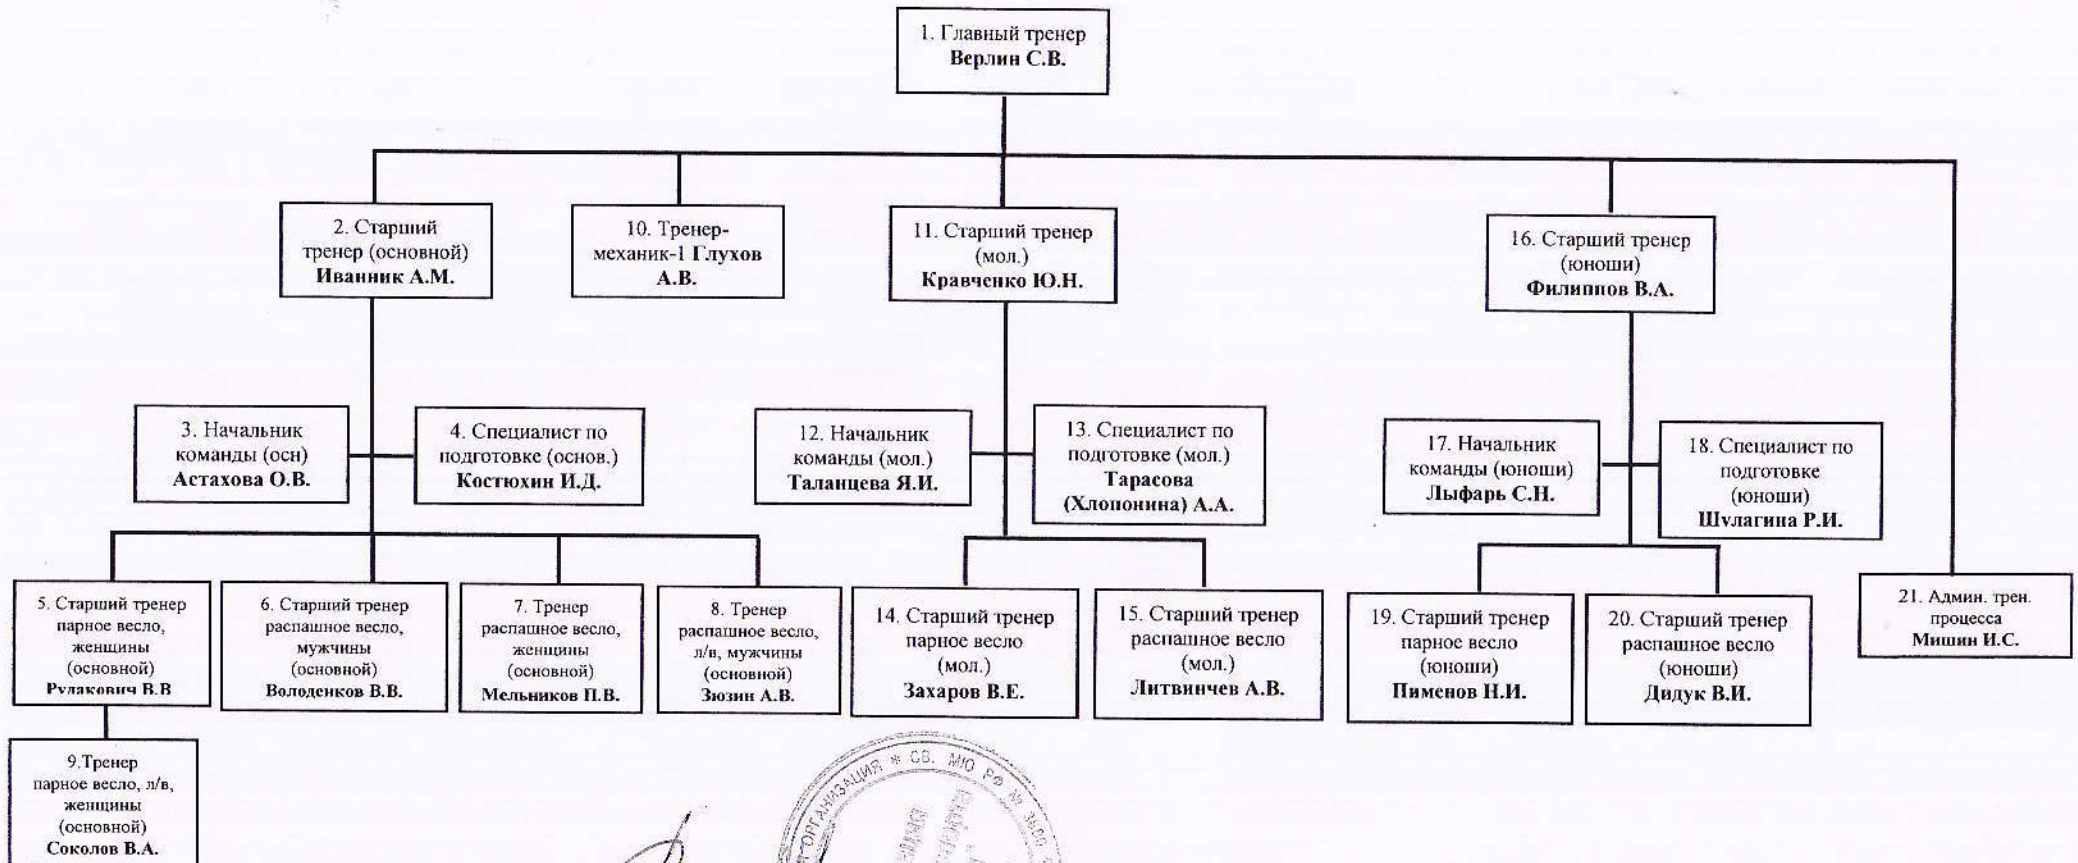 1. Главный тренер
Верлин С.В.
2. Старший
тренер (основной)
Иванник А.М.
10. Тренер-
механик-1 Глухов
А.В.
11. Старший тренер
(мол.)
Кравченко Ю.Н.
16. Старший тренер
(юноши)
Филиппов В.А.
3. Начальник
команды (осн)
Астахова О.В.
4. Специалист по
подготовке (основ.)
Костюхин И.Д.
12. Начальник
команды (мол.)
Таланцева Я.И.
13. Специалист по
подготовке (мол.)
Тарасова
(Хлопонина) А.А.
17. Начальник
команды (юноши)
Лыфарь С.Н.
18. Специалист по
подготовке
(юноши)
Шулагина Р.И.
5. Старший тренер
парное весло,
женщины
(основной)
Рудакович В.В
6. Старший тренер
распашное весло,
мужчины
(основной)
Володенков В.В.
7. Тренер
распашное весло,
женщины
(основной)
Мельников П.В.
8. Тренер
распашное весло,
л/в, мужчины
(основной)
Зюзин А.В.
14. Старший тренер
парное весло
(мол.)
Захаров В.Е.
15. Старший тренер
распашное весло
(мол.)
Литвинчев А.В.
19. Старший тренер
парное весло
(юноши)
Пименов Н.И.
20. Старший тренер
распашное весло
(юноши)
Дидук В.И.
21. Админ. трен.
процесса
Мишин И.С.
9.Тренер
парное весло, л/в,
женщины
(основной)
Соколов В.А.
ОРГАНИЗАЦИЯ * СВ. МЮ РФ № 3600